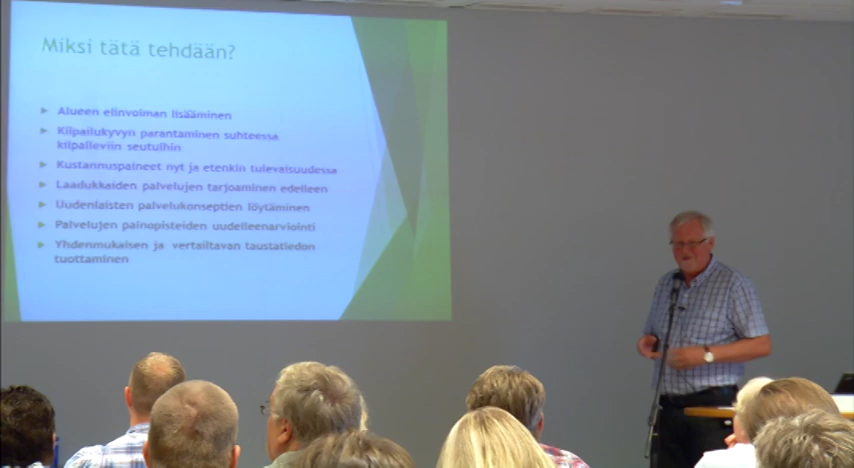 Miksi tätä tehdään?
Alueen elinvoiman lisääminen
Kilpailukyvyn parantaminen suhteessa
kilpaileviin seutuihin
Kustannuspaineet nyt ja etenkin tulevaisuudessa
Laadukkaiden palvelujen tarjoaminen edelleen
Uudenlaisten palvelukonseptien löytäminen
Palvelujen painopisteiden uudelleenarviointi
Yhdenmukaisen ja vertailtavan taustatiedon
tuottaminen